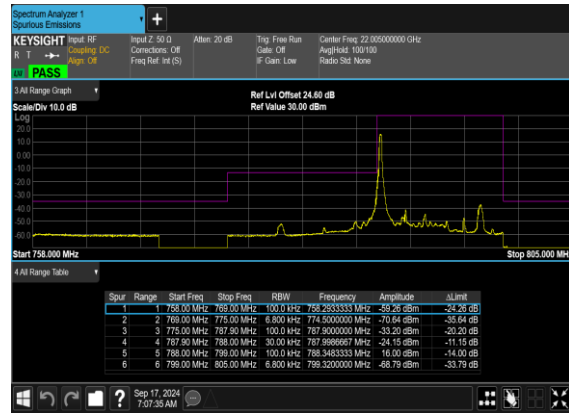 Spectrum Analyzer 1
Spurious Emissions
+
KEYSIGHT Input: RF Input Z: 50 Ω Atten: 20 dB Trig: Free Run Center Freq: 22.005000000 GHz
R T Coupling: DC Corrections: Off Gate: Off Avg|Hold: 100/100
Align: Off Freq Ref: Int (S) IF Gain: Low Radio Std: None
PASS
3 All Range Graph
Ref Lvl Offset 24.60 dB
Scale/Div 10.0 dB Ref Value 30.00 dBm
Log
20.0
10.0
0.00
-10.0
-20.0
-30.0
-40.0
-50.0
-60.0
Start 758.000 MHz Stop 805.000 MH
4 All Range Table
Spur Range Start Freq Stop Freq RBW Frequency Amplitude ΔLimit
1 1 758.00 MHz 769.00 MHz 100.0 kHz 758.2933333 MHz -59.26 dBm -24.26 dB
2 2 769.00 MHz 775.00 MHz 6.800 kHz 774.5000000 MHz -70.64 dBm -35.64 dB
3 3 775.00 MHz 787.90 MHz 100.0 kHz 787.9000000 MHz -33.20 dBm -20.20 dB
4 4 787.90 MHz 788.00 MHz 30.00 kHz 787.9986667 MHz -24.15 dBm -11.15 dB
5 5 788.00 MHz 799.00 MHz 100.0 kHz 788.3483333 MHz 16.00 dBm -14.00 dB
6 6 799.00 MHz 805.00 MHz 6.800 kHz 799.3200000 MHz -68.79 dBm -33.79 dB
? Sep 17, 2024
7:07:35 AM